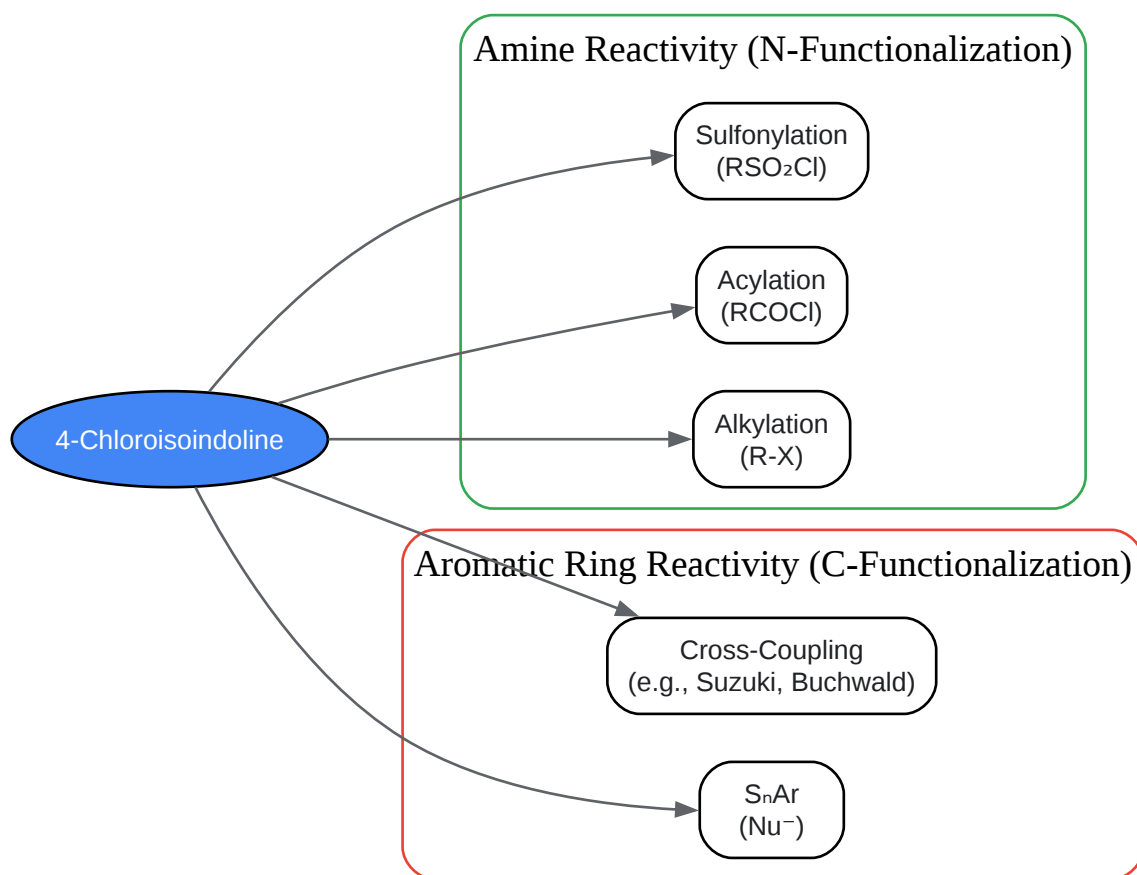 Amine Reactivity (N-Functionalization)
Sulfonylation
(RSO₂Cl)
Acylation
(RCOCl)
4-Chloroisoindoline
Alkylation
(R-X)
Aromatic Ring Reactivity (C-Functionalization)
Cross-Coupling
(e.g., Suzuki, Buchwald)
SₙAr
(Nu⁻)